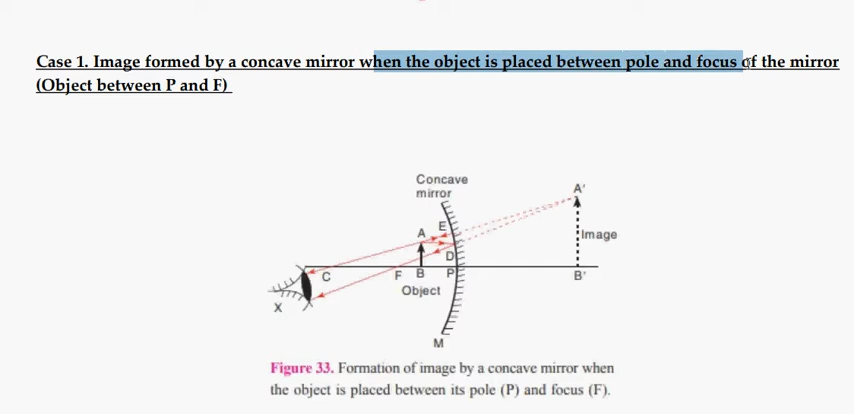 Case 1. Image formed by a concave mirror when the object is placed between pole and focus of the mirror
(Object between P and F)
Concave
mirror
A'
E
A
Image
D
C
F
B
P
B'
Object
X
M
Figure 33. Formation of image by a concave mirror when
the object is placed between its pole (P) and focus (F).